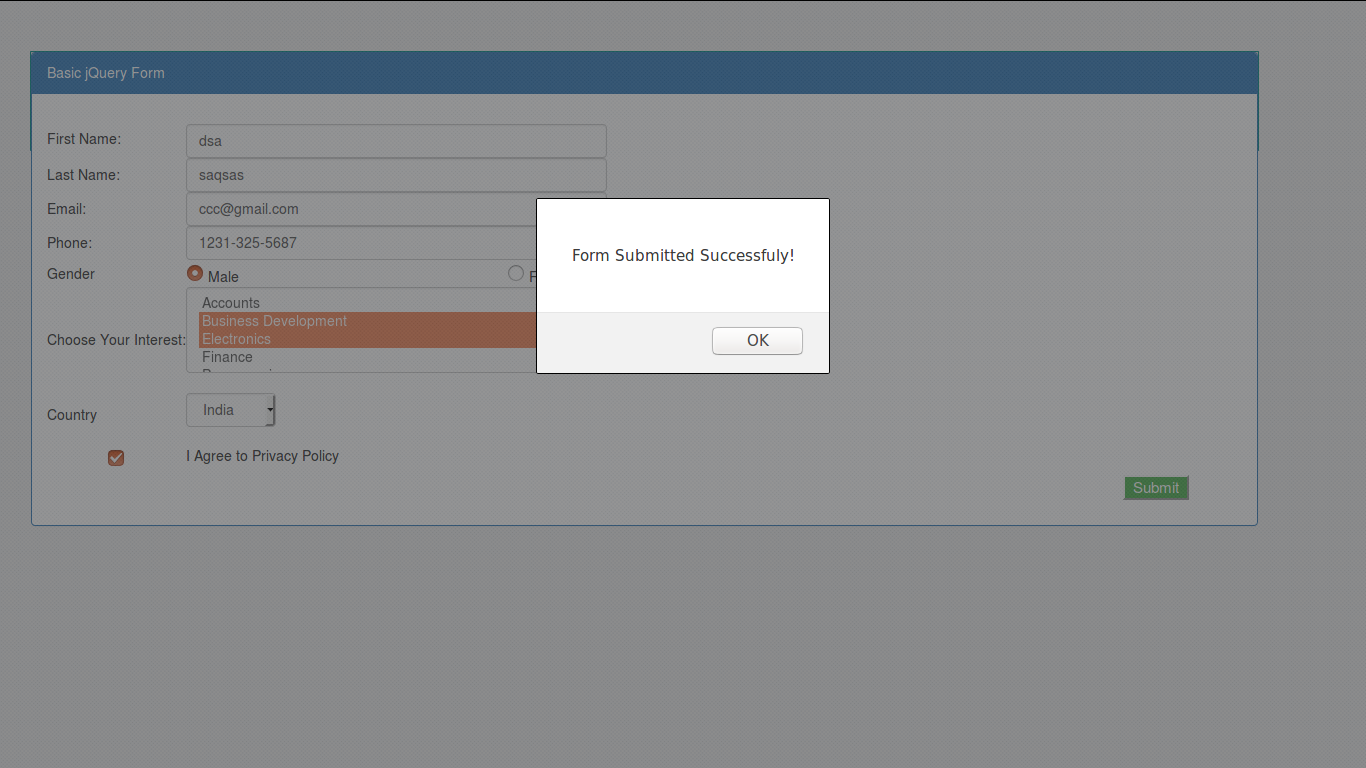 Basic jQuery Form
First Name: dsa
Last Name: saqsas
Email: ccc@gmail.com
Phone: 1231-325-5687
Gender Male F
Accounts
Business Development
Choose Your Interest: Electronics
Finance
Country India
I Agree to Privacy Policy
Submit
Form Submitted Successfuly!
OK